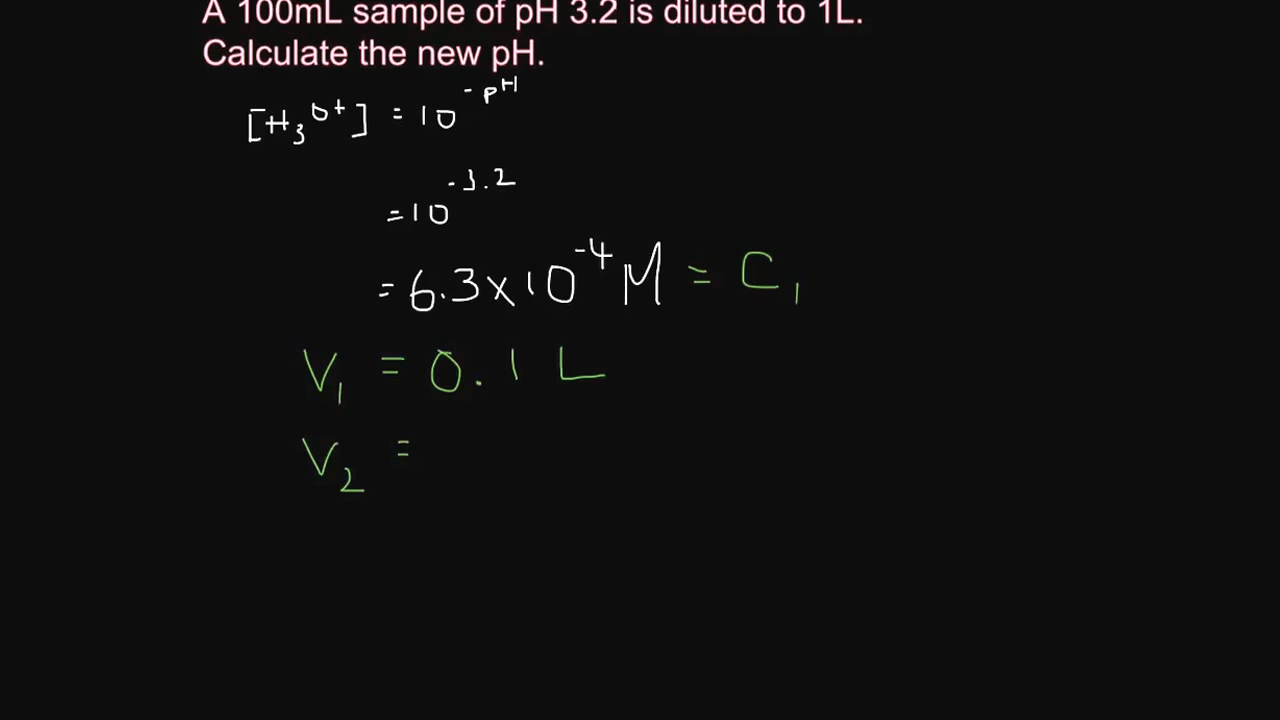 A 100mL sample of pH 3.2 is diluted to 1L.
Calculate the new pH.
[H₃O⁺] = 10^-pH
= 10^-3.2
= 6.3 x 10^-4 M = C₁
V₁ = 0.1 L
V₂ =